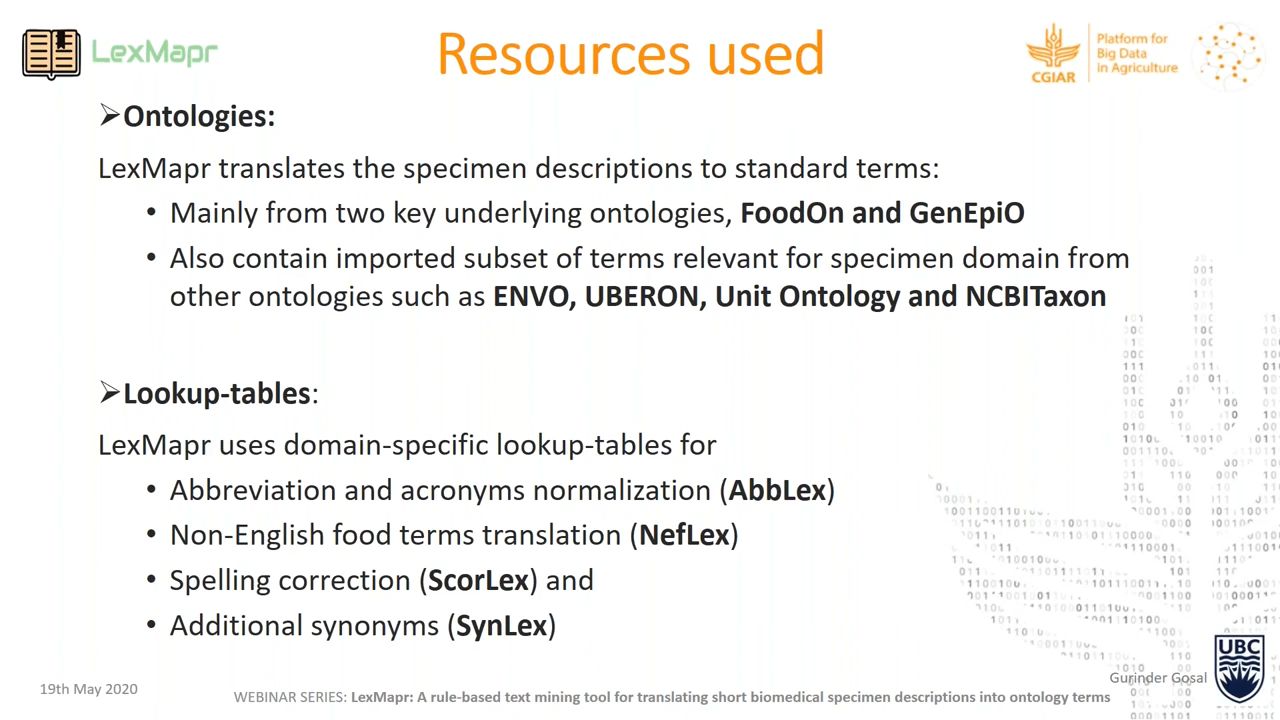 LexMapr
Resources used
CGIAR
Platform for
Big Data
in Agriculture
➢Ontologies:
LexMapr translates the specimen descriptions to standard terms:
• Mainly from two key underlying ontologies, FoodOn and GenEpiO
• Also contain imported subset of terms relevant for specimen domain from
other ontologies such as ENVO, UBERON, Unit Ontology and NCBITaxon
➢Lookup-tables:
LexMapr uses domain-specific lookup-tables for
• Abbreviation and acronyms normalization (AbbLex)
• Non-English food terms translation (NefLex)
• Spelling correction (ScorLex) and
• Additional synonyms (SynLex)
19th May 2020
WEBINAR SERIES: LexMapr: A rule-based text mining tool for translating short biomedical specimen descriptions into ontology terms
Gurinder Gosal
UBC